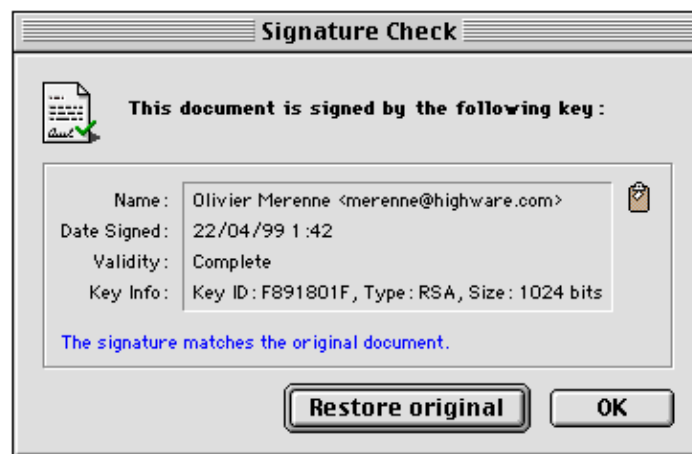 Signature Check
This document is signed by the following key:
Name: Olivier Merenne <merenne@highware.com>
Date Signed: 22/04/99 1:42
Validity: Complete
Key Info: Key ID: F891801F, Type: RSA, Size: 1024 bits
The signature matches the original document.
Restore original OK